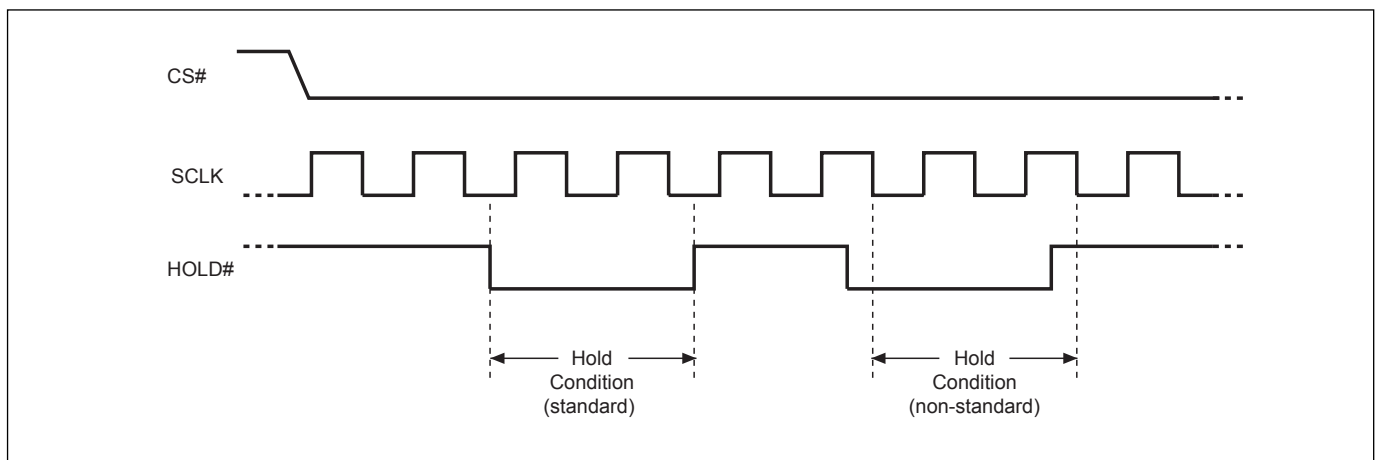 CS#
SCLK
HOLD#
Hold
Condition
(standard)
Hold
Condition
(non-standard)